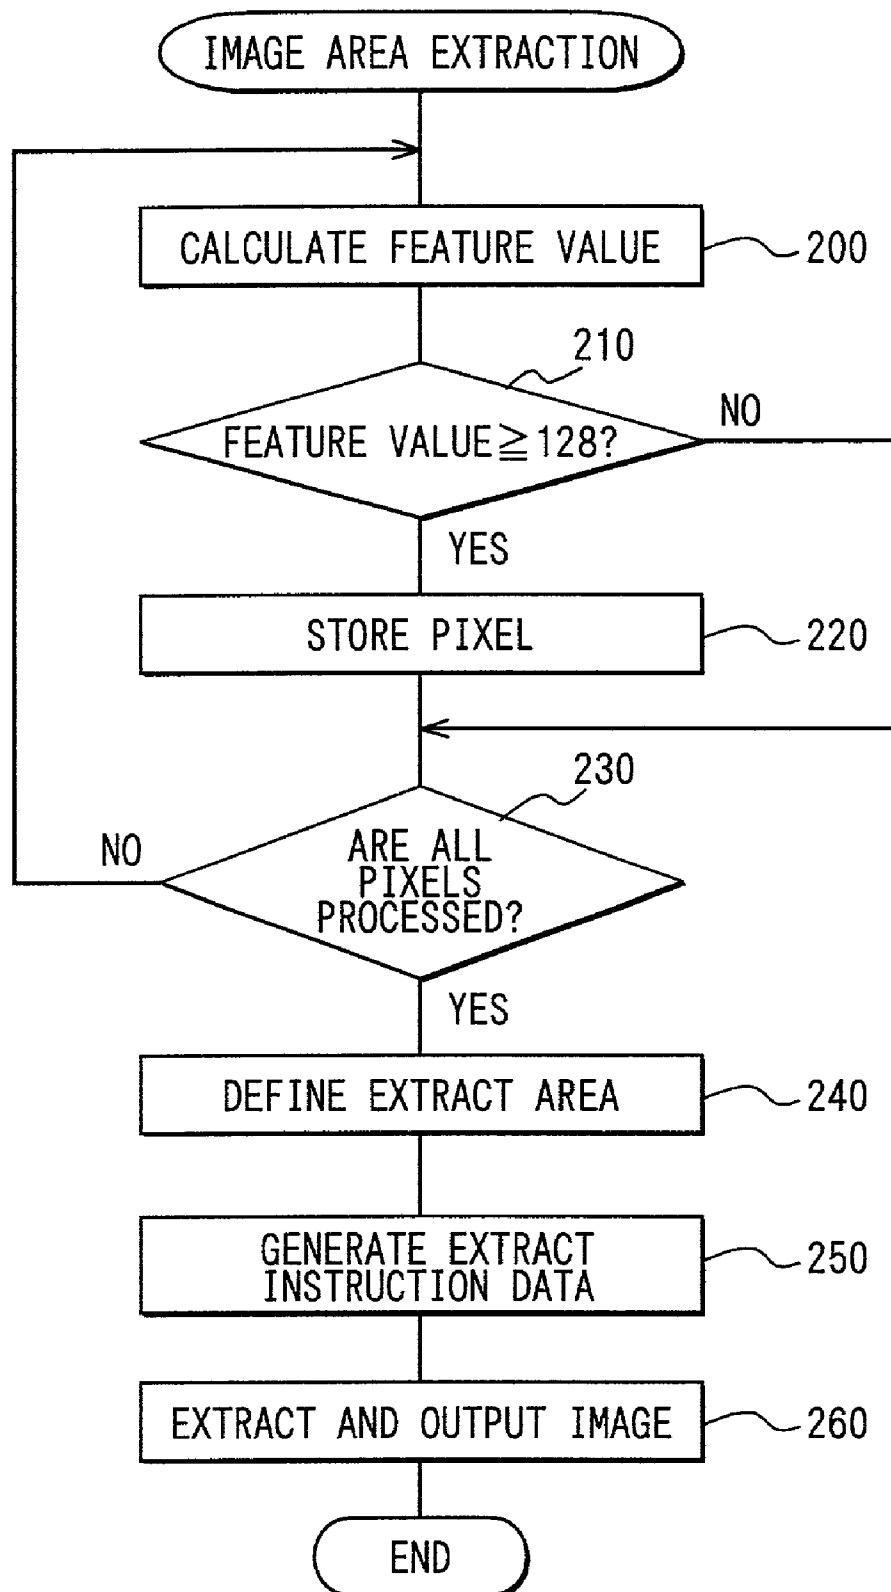 IMAGE AREA EXTRACTION
CALCULATE FEATURE VALUE
200
210
FEATURE VALUE≧128?
NO
YES
STORE PIXEL
220
230
ARE ALL
PIXELS
PROCESSED?
NO
YES
DEFINE EXTRACT AREA
240
GENERATE EXTRACT
INSTRUCTION DATA
250
EXTRACT AND OUTPUT IMAGE
260
END